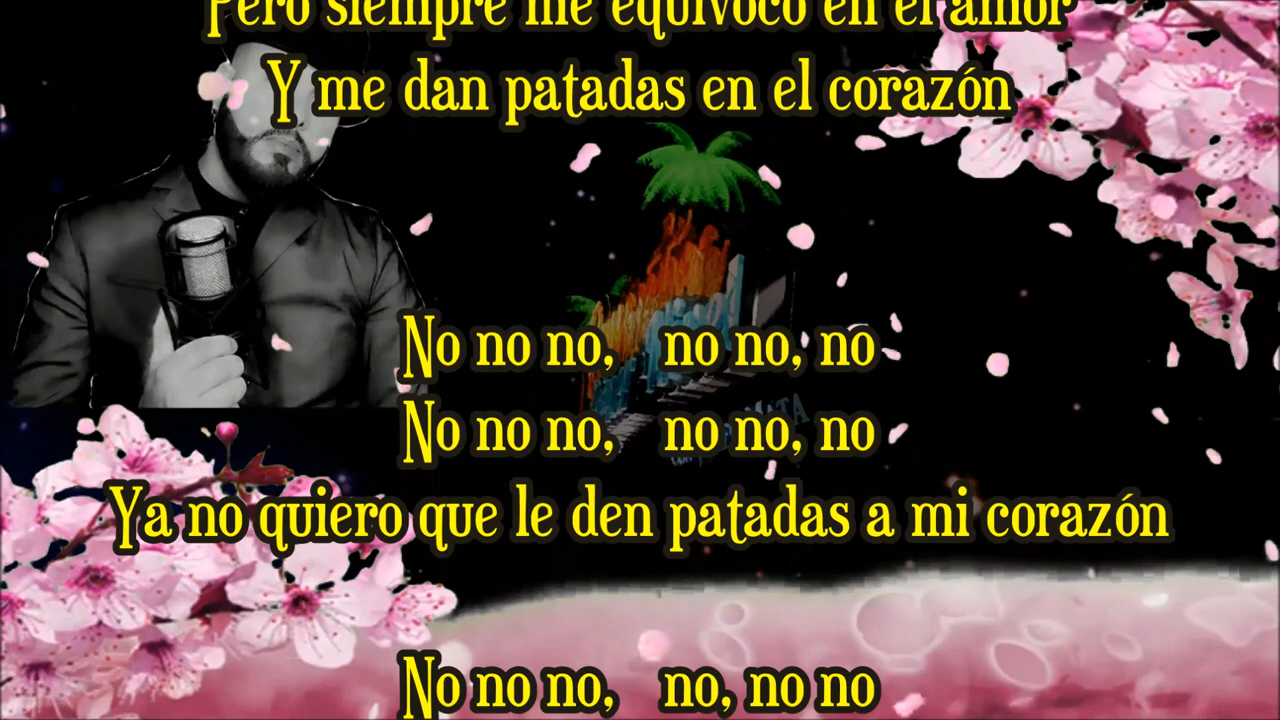 Pero siempre me equivoco en el amor
Y me dan patadas en el corazón
No no no, no no, no
No no no, no no, no
Ya no quiero que le den patadas a mi corazón
No no no, no, no no